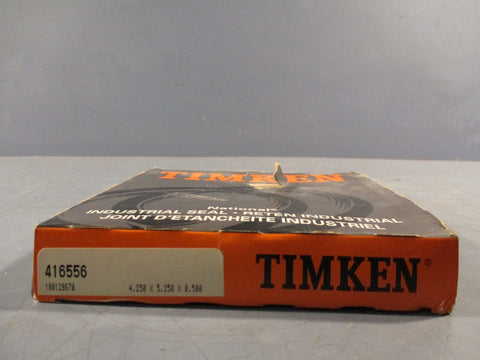 TIMKEN
National®
INDUSTRIAL SEAL • RETEN INDUSTRIAL
JOINT D'ETANCHEITE INDUSTRIEL
416556
100129670
4.250 X 5.250 X 0.500
TIMKEN®